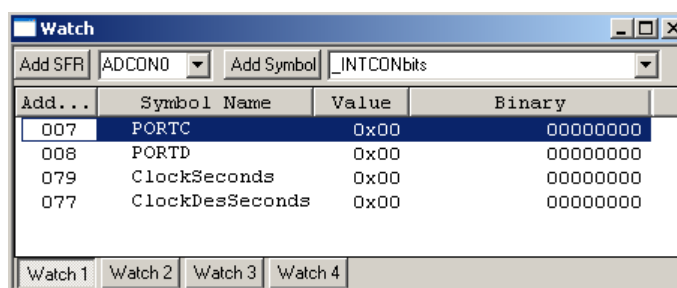 Watch
Add SFR ADCON0 Add Symbol _INTCONbits
Add... Symbol Name Value Binary
007 PORTC 0x00 00000000
008 PORTD 0x00 00000000
079 ClockSeconds 0x00 00000000
077 ClockDesSeconds 0x00 00000000
Watch 1 Watch 2 Watch 3 Watch 4